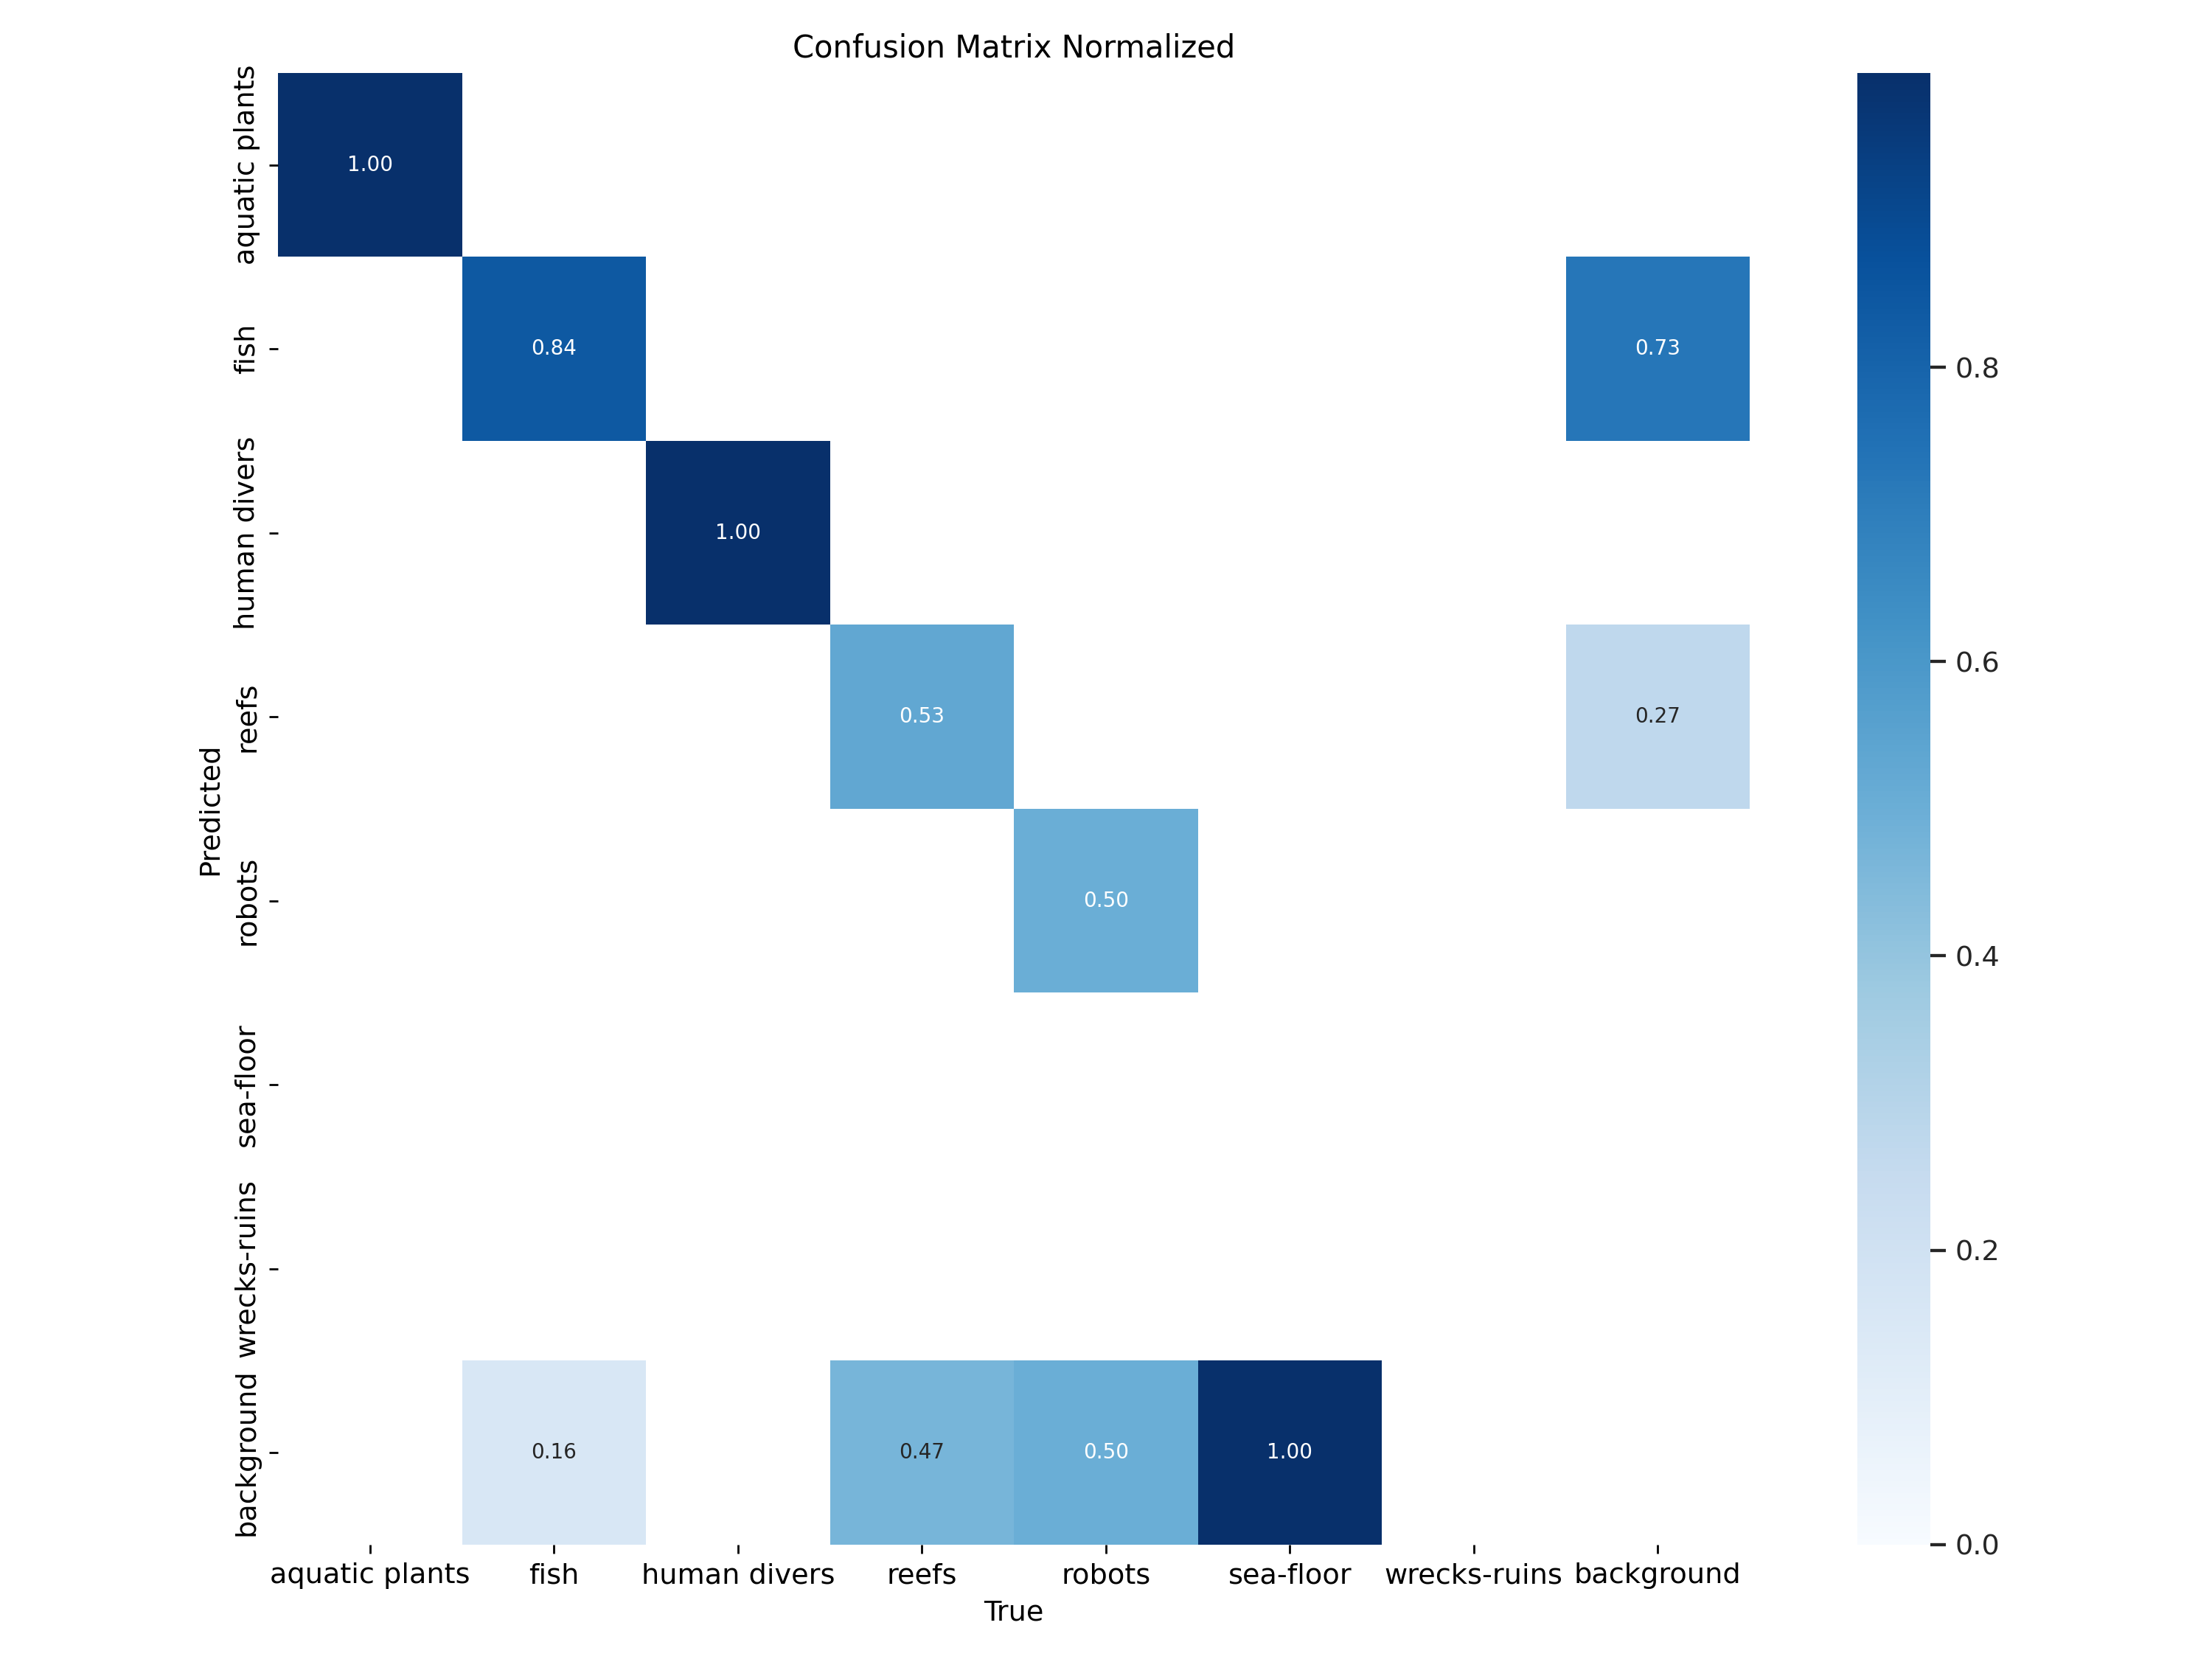 Confusion Matrix Normalized
aquatic plants
1.00
fish
0.84
0.73
0.8
human divers
1.00
0.6
reefs
0.53
0.27
Predicted
robots
0.50
0.4
sea-floor
wrecks-ruins
0.2
background
0.16
0.47
0.50
1.00
0.0
aquatic plants fish human divers reefs robots sea-floor wrecks-ruins background
True